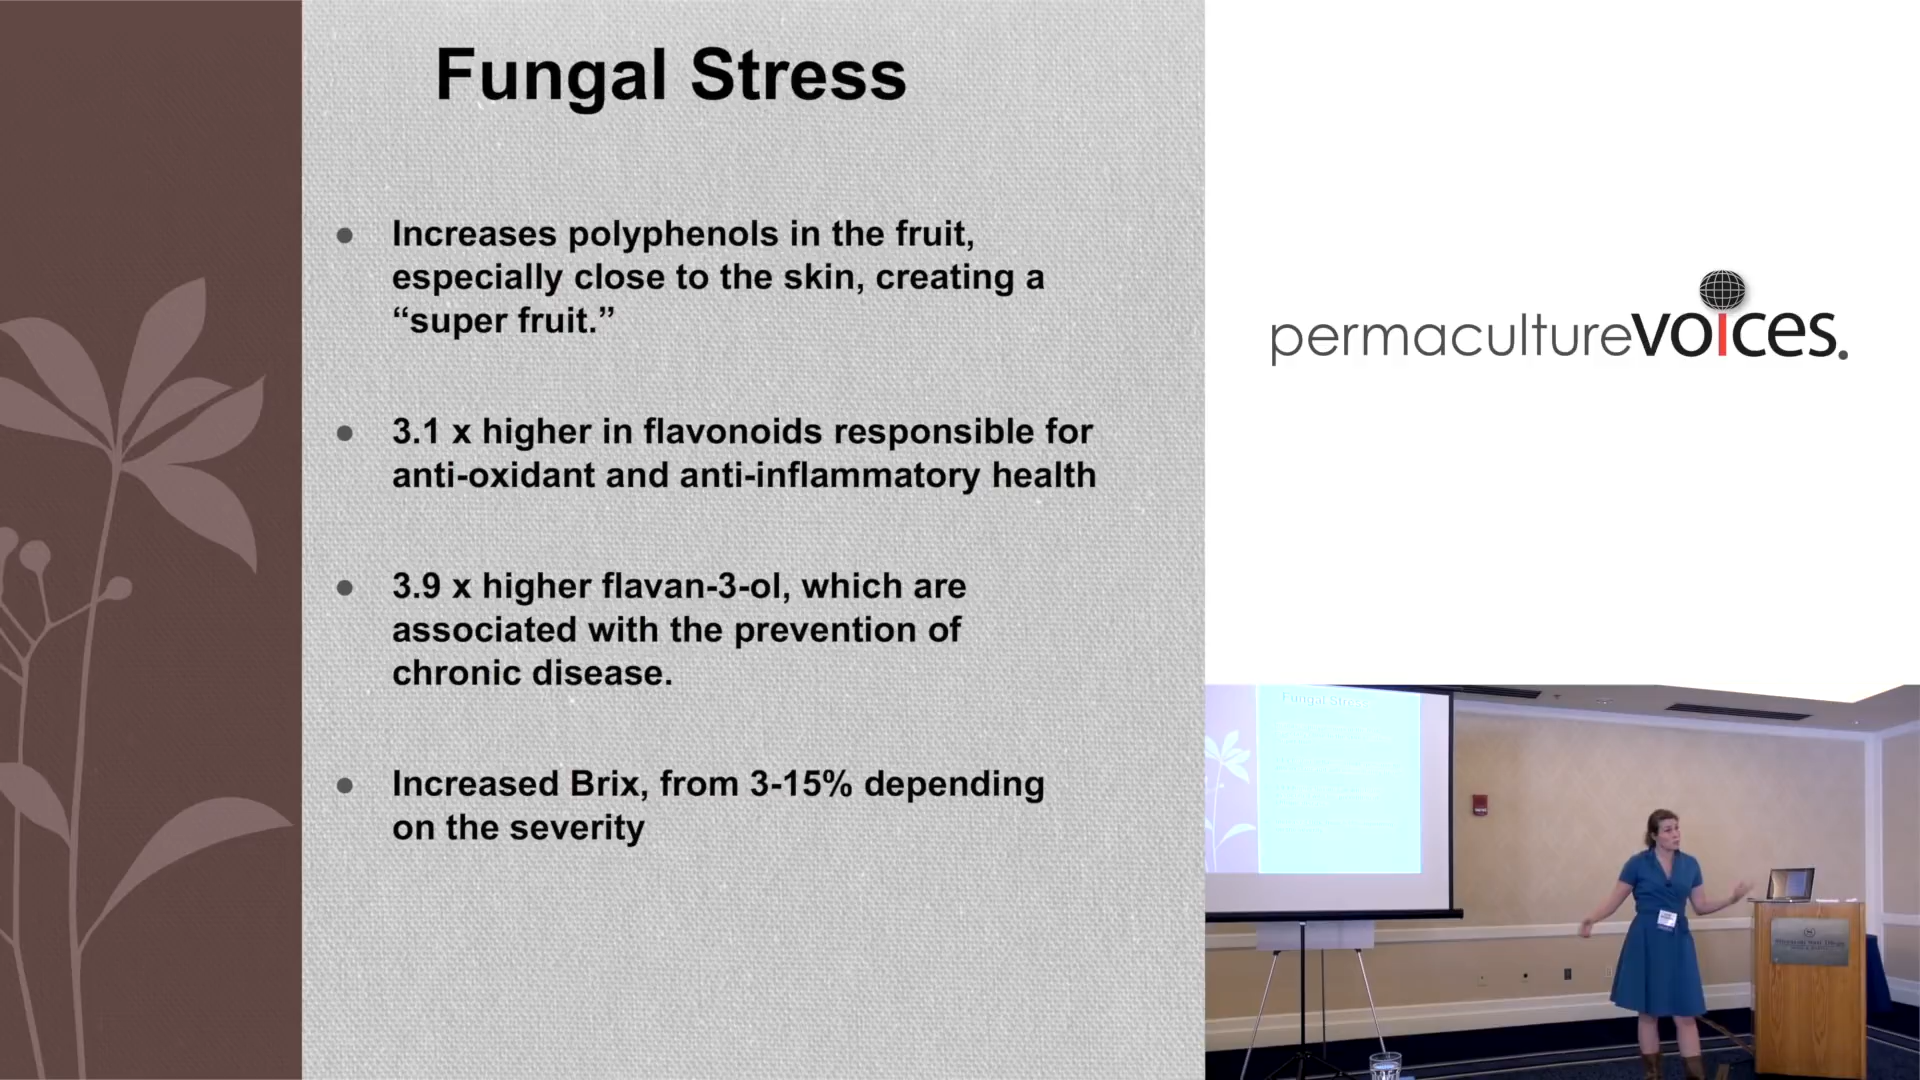 Fungal Stress
Increases polyphenols in the fruit,
especially close to the skin, creating a
“super fruit.”
3.1 x higher in flavonoids responsible for
anti-oxidant and anti-inflammatory health
3.9 x higher flavan-3-ol, which are
associated with the prevention of
chronic disease.
Increased Brix, from 3-15% depending
on the severity
permaculturevoices.
Fungal Stress